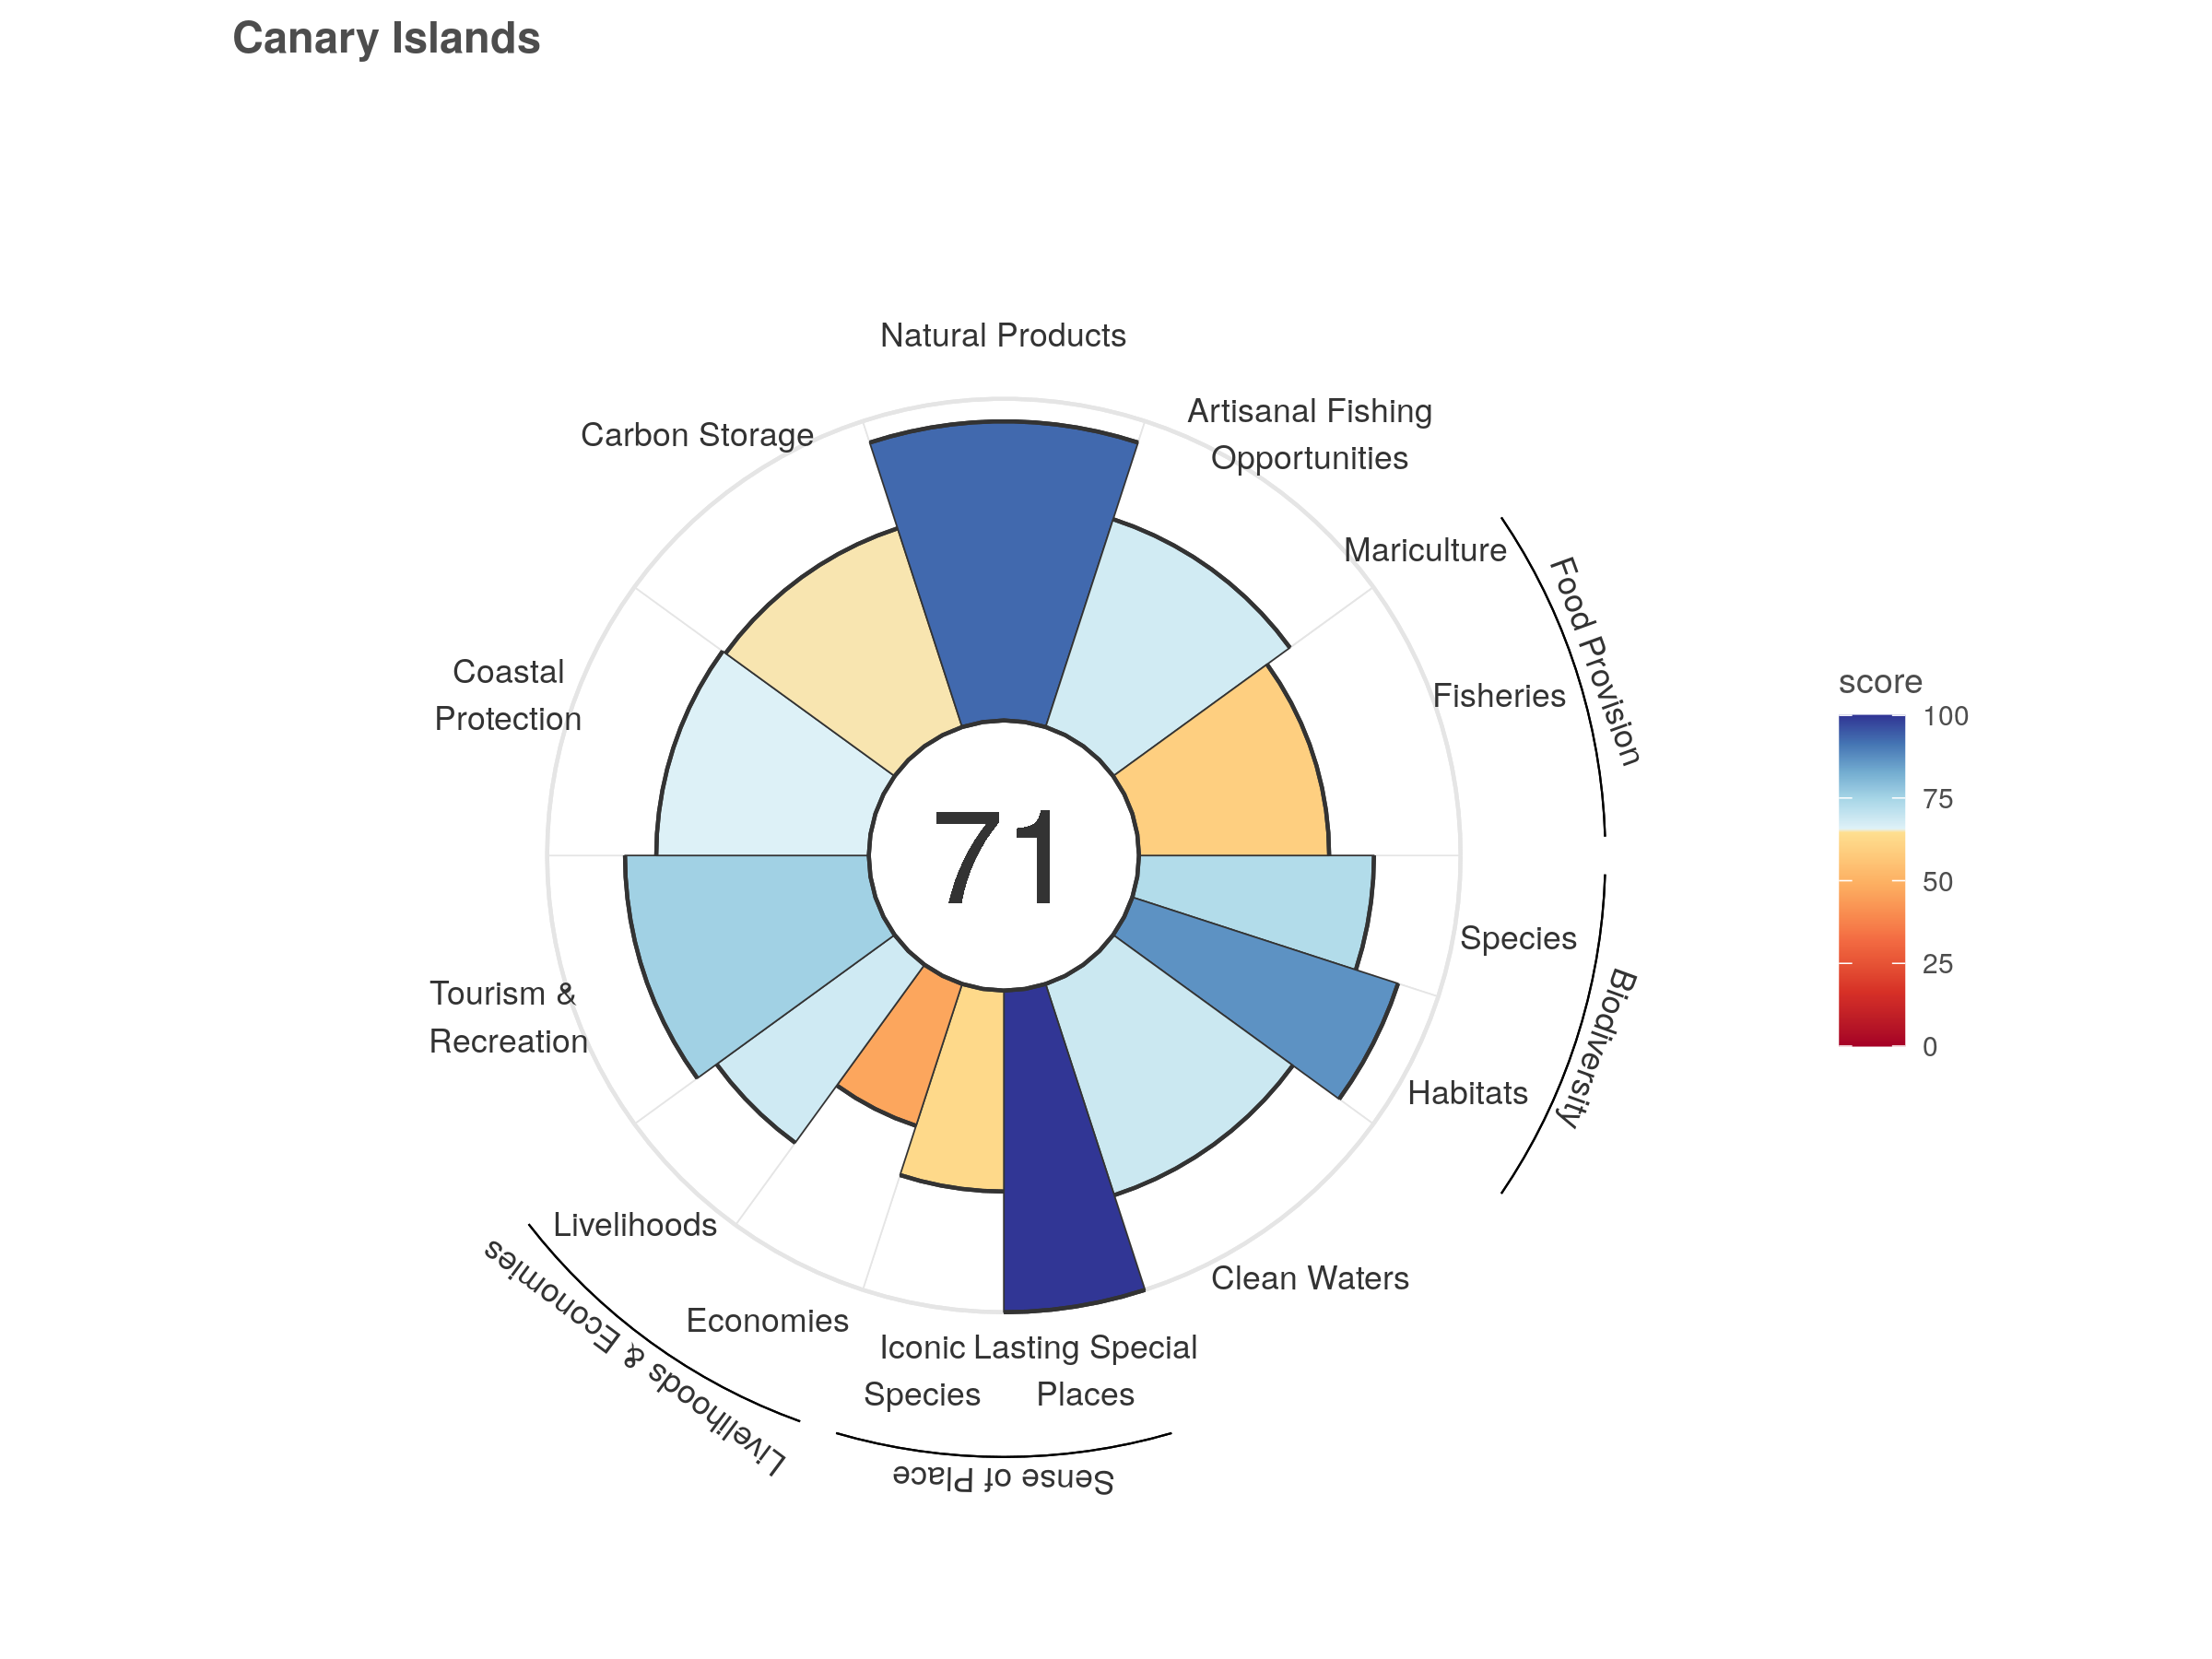 Canary Islands
Natural Products
Carbon Storage
Artisanal Fishing
Opportunities
Mariculture
Food Provision
Fisheries
Coastal
Protection
71
score
100
75
50
25
0
Species
Biodiversity
Tourism &
Recreation
Habitats
Livelihoods
Livelihoods & Economies
Clean Waters
Economies
Iconic
Species
Lasting Special
Places
Sense of Place